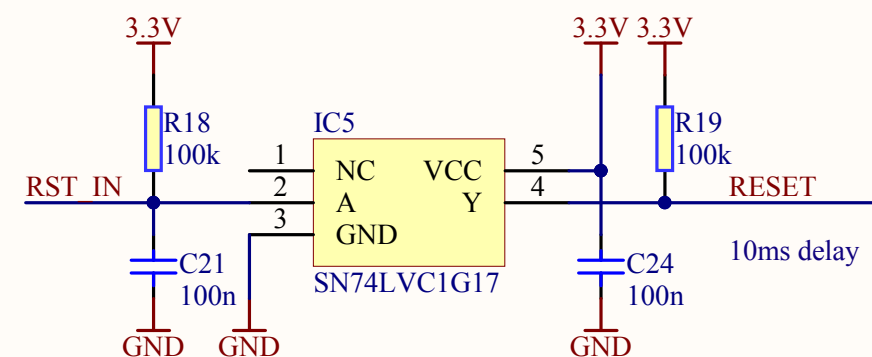 3.3V
3.3V 3.3V
R18
100k
IC5
R19
100k
1
NC
VCC
5
RST_IN
2
A
Y
4
RESET
3
GND
10ms delay
C21
100n
SN74LVC1G17
C24
100n
GND
GND
GND